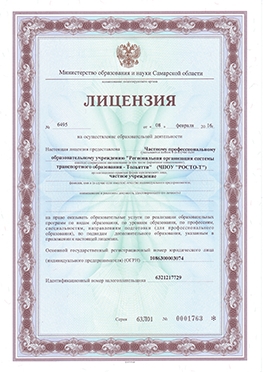 Министерство образования и науки Самарской области
ЛИЦЕНЗИЯ
№ 6495 от « 08 » февраля 20 16 г.
на осуществление образовательной деятельности
Настоящая лицензия предоставлена Частному профессиональному
образовательному учреждению "Региональная организация системы
транспортного образования - Тольятти" (ЧПОУ "РОСТО-Т")
частное учреждение
на право оказывать образовательные услуги по реализации образовательных
программ по видам образования, по уровням образования, по профессиям,
специальностям, направлениям подготовки (для профессионального
образования), по подвидам дополнительного образования, указанным в
приложении к настоящей лицензии
Основной государственный регистрационный номер юридического лица
(индивидуального предпринимателя) (ОГРН) 1086300003074
Идентификационный номер налогоплательщика 6321217729
Серия 63Л01 № 0001763 *